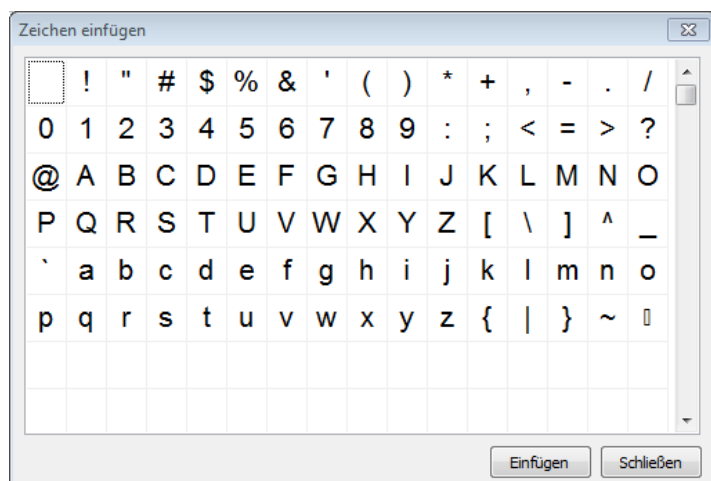 Zeichen einfügen
! " # $ % & ' ( ) * + , - . /
0 1 2 3 4 5 6 7 8 9 : ; < = > ?
@ A B C D E F G H I J K L M N O
P Q R S T U V W X Y Z [ \ ] ^ _
` a b c d e f g h i j k l m n o
p q r s t u v w x y z { | } ~ ▯
Einfügen Schließen